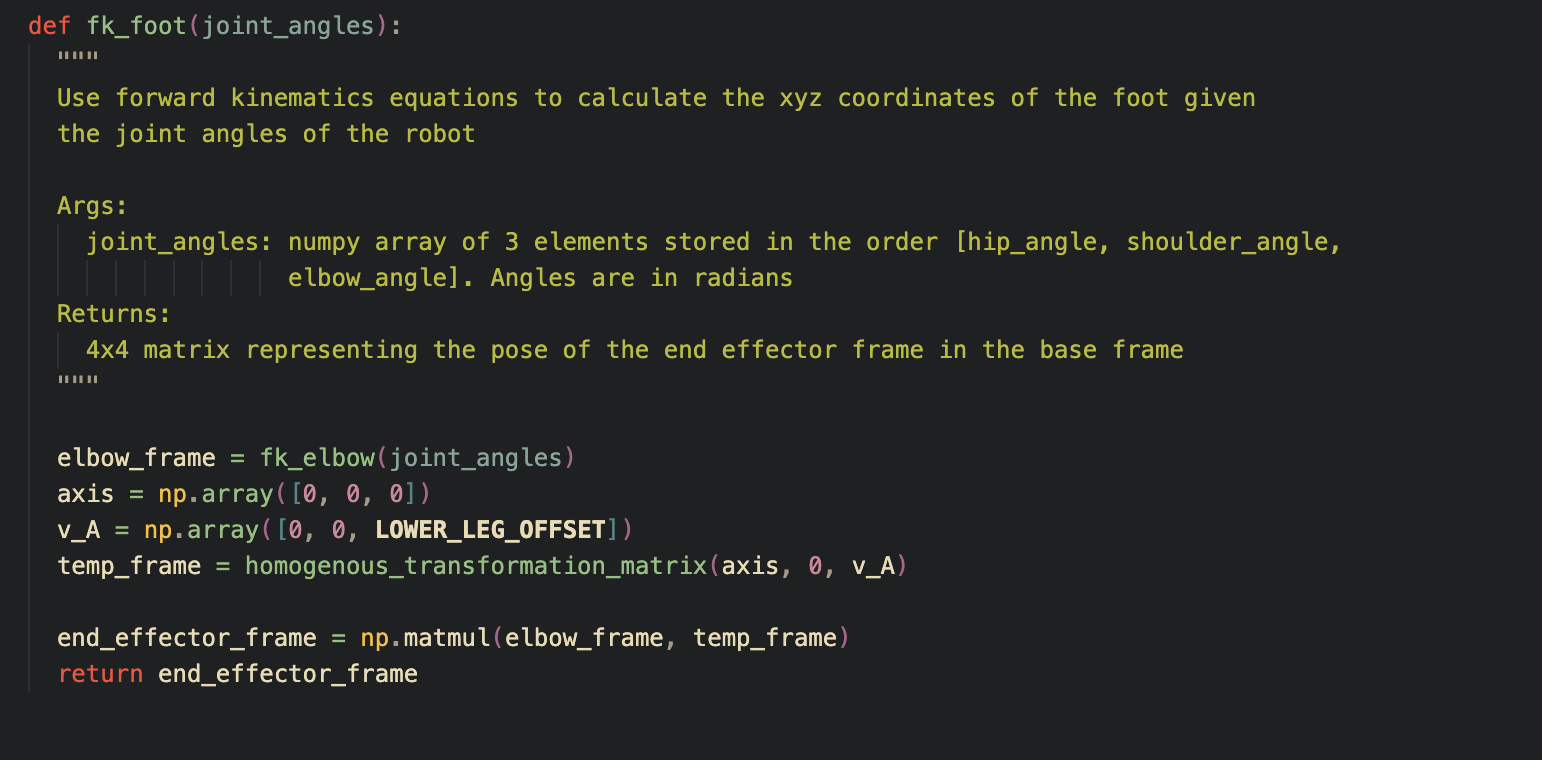 def fk_foot(joint_angles):
"""
Use forward kinematics equations to calculate the xyz coordinates of the foot given
the joint angles of the robot
Args:
joint_angles: numpy array of 3 elements stored in the order [hip_angle, shoulder_angle,
elbow_angle]. Angles are in radians
Returns:
4x4 matrix representing the pose of the end effector frame in the base frame
"""
elbow_frame = fk_elbow(joint_angles)
axis = np.array([0, 0, 0])
v_A = np.array([0, 0, LOWER_LEG_OFFSET])
temp_frame = homogenous_transformation_matrix(axis, 0, v_A)
end_effector_frame = np.matmul(elbow_frame, temp_frame)
return end_effector_frame